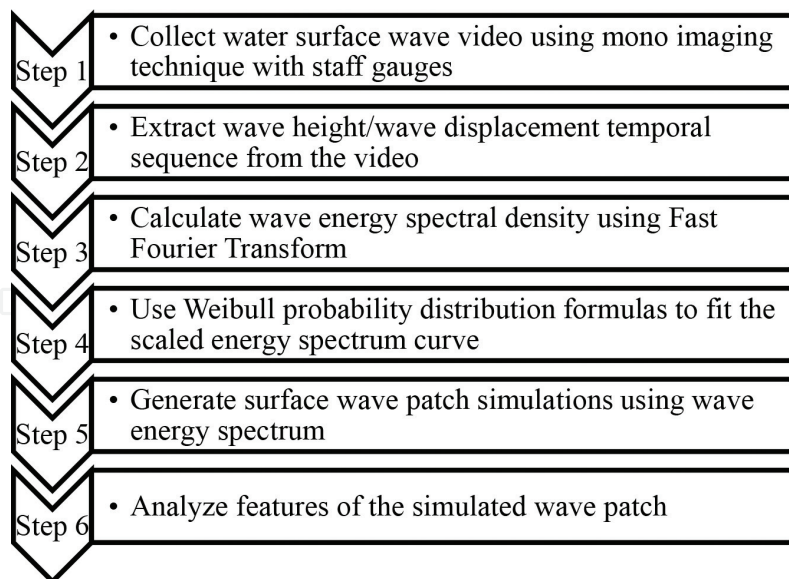 Step 1
• Collect water surface wave video using mono imaging
technique with staff gauges
Step 2
• Extract wave height/wave displacement temporal
sequence from the video
Step 3
• Calculate wave energy spectral density using Fast
Fourier Transform
Step 4
• Use Weibull probability distribution formulas to fit the
scaled energy spectrum curve
Step 5
• Generate surface wave patch simulations using wave
energy spectrum
Step 6
• Analyze features of the simulated wave patch